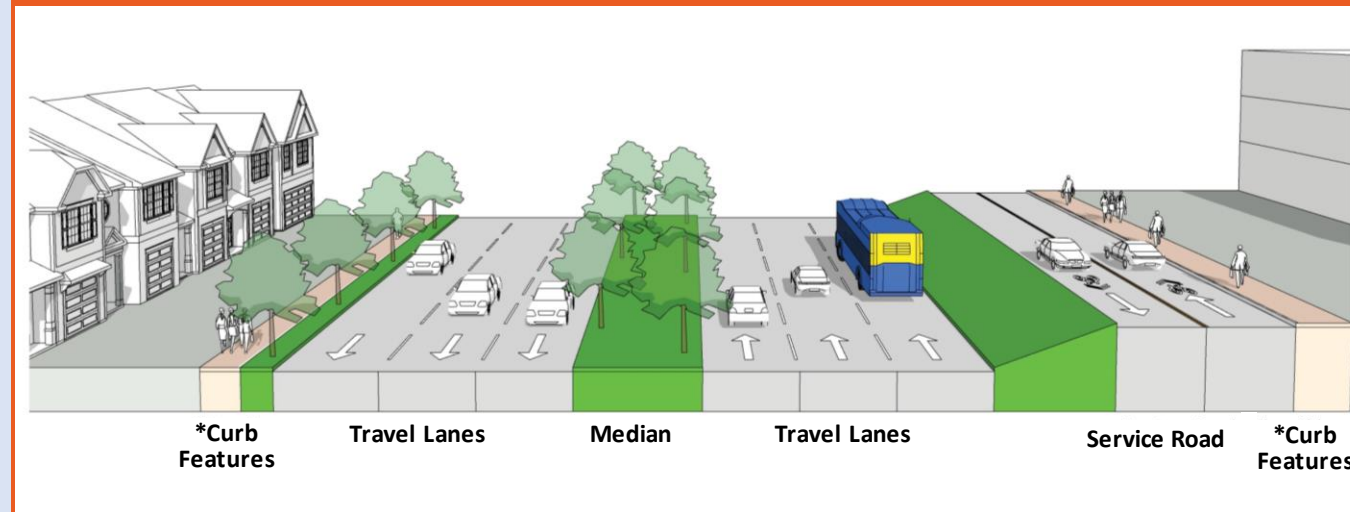 *Curb
Features
Travel Lanes
Median
Travel Lanes
Service Road
*Curb
Features